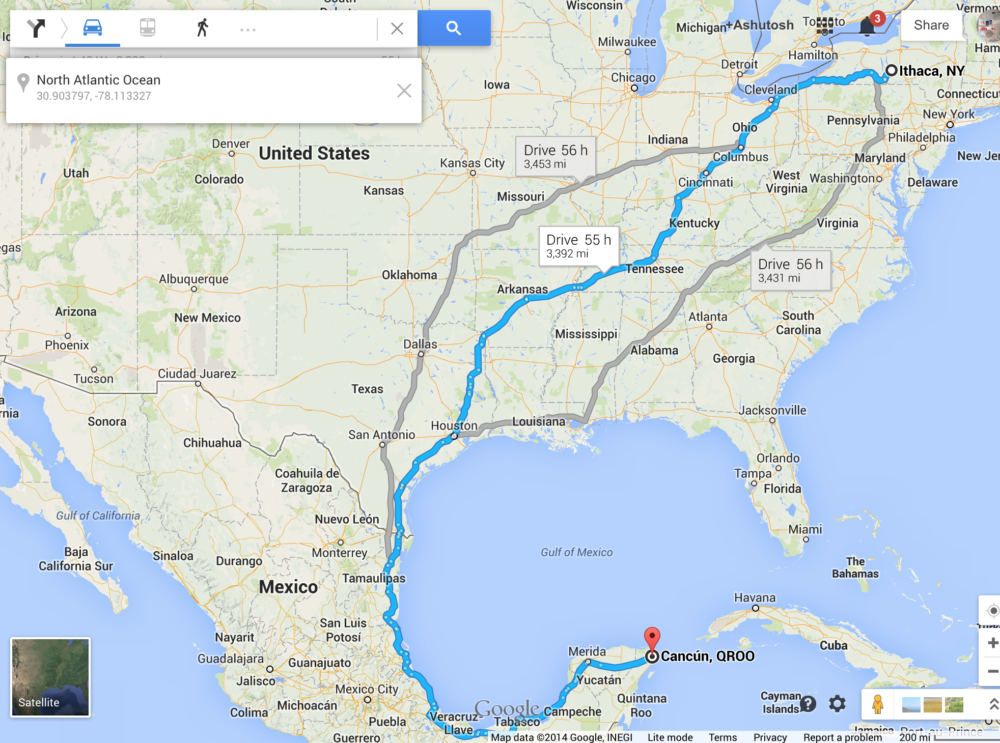 South
Wisconsin
Vermont
Michigan
+Ashutosh
Toronto
3
Share
Milwaukee
Hamilton
Ham
Detroit
Ithaca, NY
North Atlantic Ocean
30.903797, -78.113327
Chicago
Iowa
Cleveland
Connecticut
New York
Pennsylvania
Ohio
Denver
United States
Indiana
Philadelphia
Drive 56 h
3,453 mi
Columbus
Maryland
New Jer
Kansas City
Utah
Colorado
Cincinnati
West
Virginia
Washington
Delaware
Kansas
Missouri
Kentucky
Virginia
egas
Drive 55 h
3,392 mi
Drive 56 h
3,431 mi
Tennessee
Oklahoma
Albuquerque
Arkansas
Arizona
New Mexico
Atlanta
South
Carolina
Mississippi
Phoenix
Dallas
Alabama
Georgia
Tucson
Ciudad Juarez
Texas
a
rnia
Jacksonville
Sonora
Houston
Louisiana
San Antonio
Chihuahua
Orlando
Coahuila de
Zaragoza
Tampa
Florida
Gulf of California
Nuevo León
Miami
Monterrey
Gulf of Mexico
Baja
California Sur
Sinaloa
Durango
The
Bahamas
Tamaulipas
Mexico
Havana
San Luis
Potosí
Nayarit
Cuba
Merida
Cancún, QROO
Guadalajara
Guanajuato
Jalisco
Yucatán
Mexico City
Satellite
Quintana
Roo
Cayman
Islands
Colima
Michoacán
Google
Campeche
Puebla
Veracruz-
Llave
Tabasco
Guerrero
Jamaica
Port-au-Prince
Map data ©2014 Google, INEGI
Lite mode
Terms
Privacy
Report a problem
200 mi